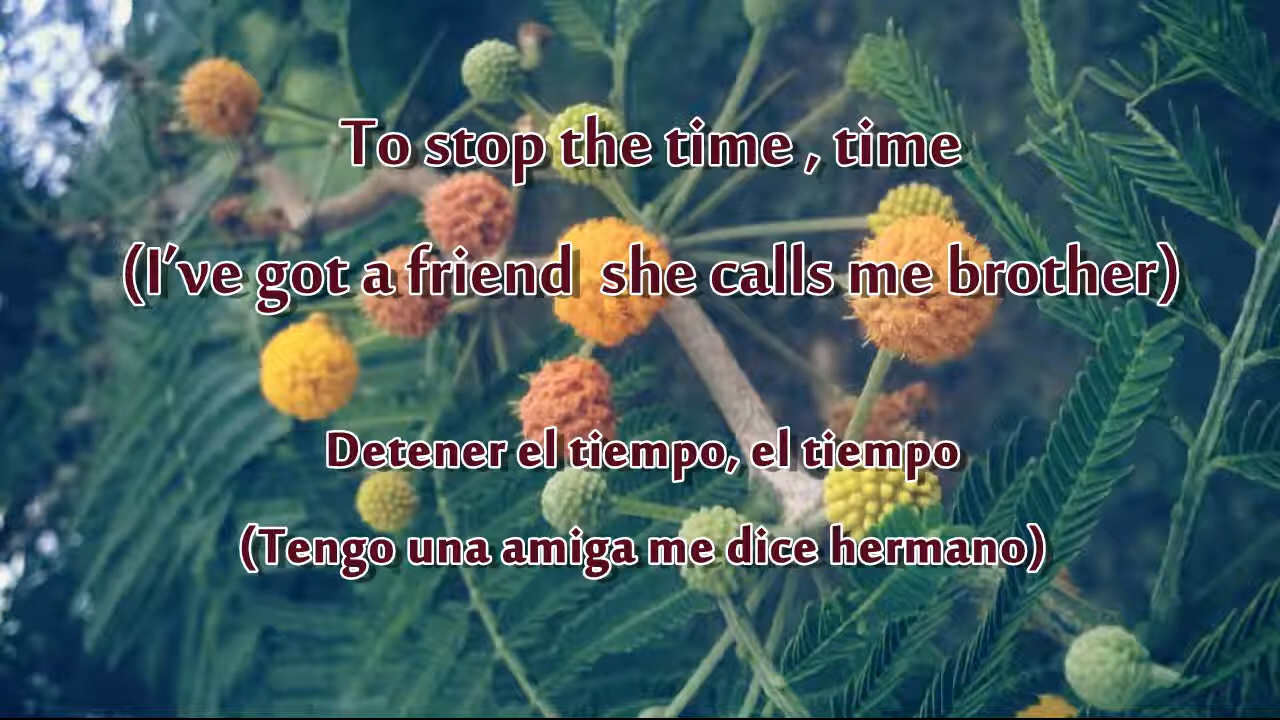 To stop the time , time
(I've got a friend she calls me brother)
Detener el tiempo, el tiempo
(Tengo una amiga me dice hermano)